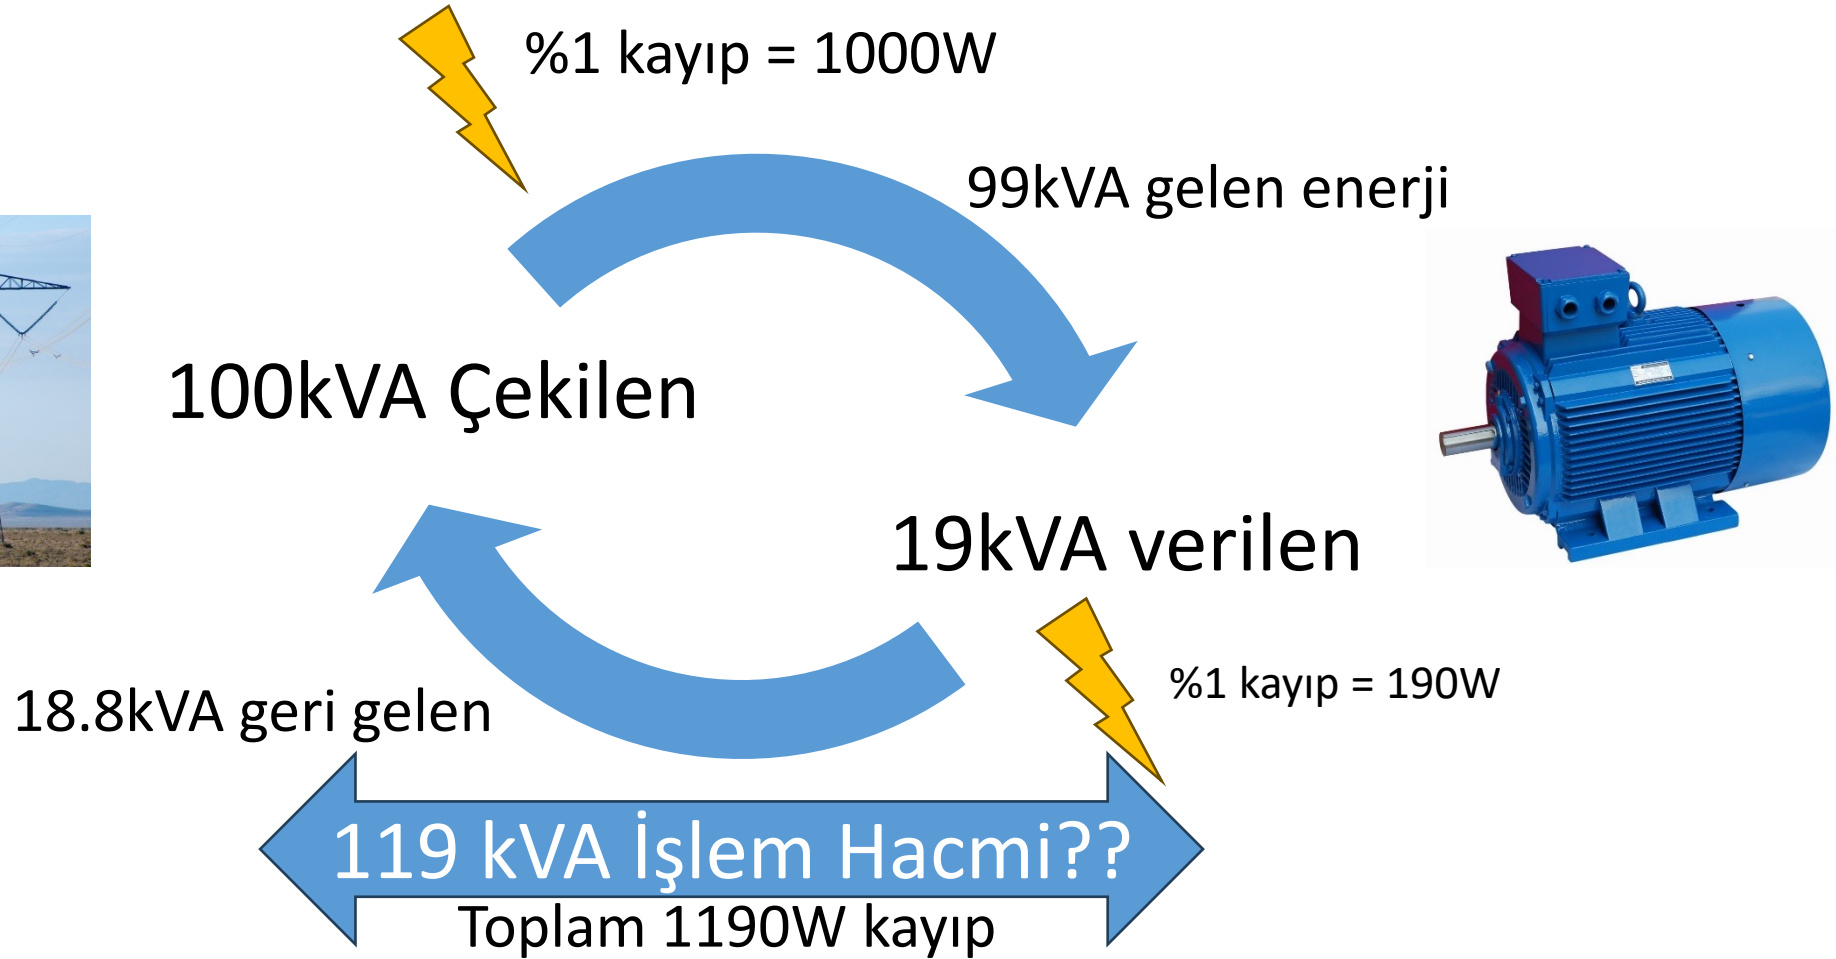 %1 kayıp = 1000W
99kVA gelen enerji
100kVA Çekilen
19kVA verilen
%1 kayıp = 190W
18.8kVA geri gelen
119 kVA İşlem Hacmi??
Toplam 1190W kayıp